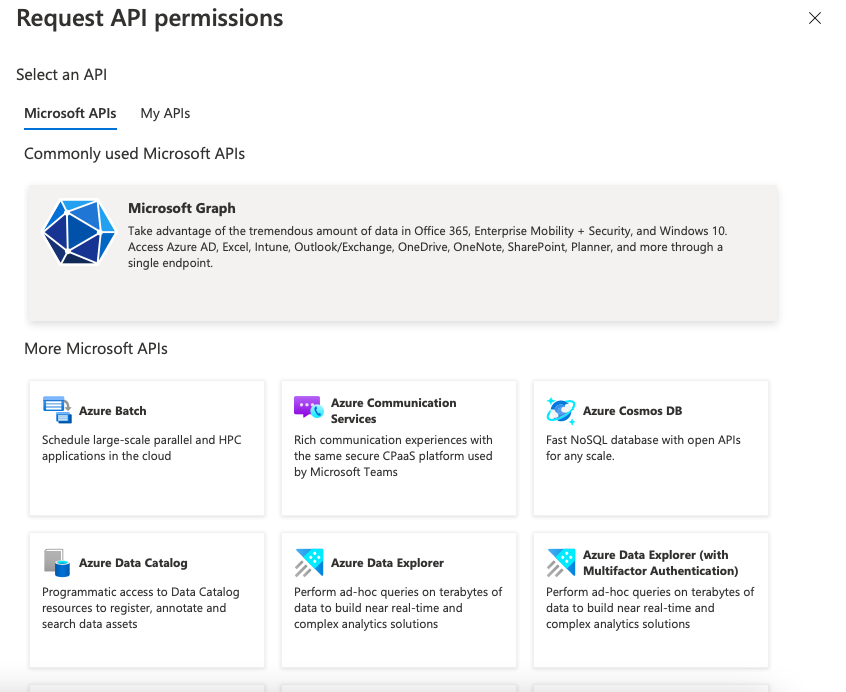 Request API permissions
Select an API
Microsoft APIs
My APIs
Commonly used Microsoft APIs
Microsoft Graph
Take advantage of the tremendous amount of data in Office 365, Enterprise Mobility + Security, and Windows 10.
Access Azure AD, Excel, Intune, Outlook/Exchange, OneDrive, OneNote, SharePoint, Planner, and more through a
single endpoint.
More Microsoft APIs
Azure Batch
Schedule large-scale parallel and HPC
applications in the cloud
Azure Communication
Services
Rich communication experiences with
the same secure CPaaS platform used
by Microsoft Teams
Azure Cosmos DB
Fast NoSQL database with open APIs
for any scale.
Azure Data Catalog
Programmatic access to Data Catalog
resources to register, annotate and
search data assets
Azure Data Explorer
Perform ad-hoc queries on terabytes of
data to build near real-time and
complex analytics solutions
Azure Data Explorer (with
Multifactor Authentication)
Perform ad-hoc queries on terabytes of
data to build near real-time and
complex analytics solutions